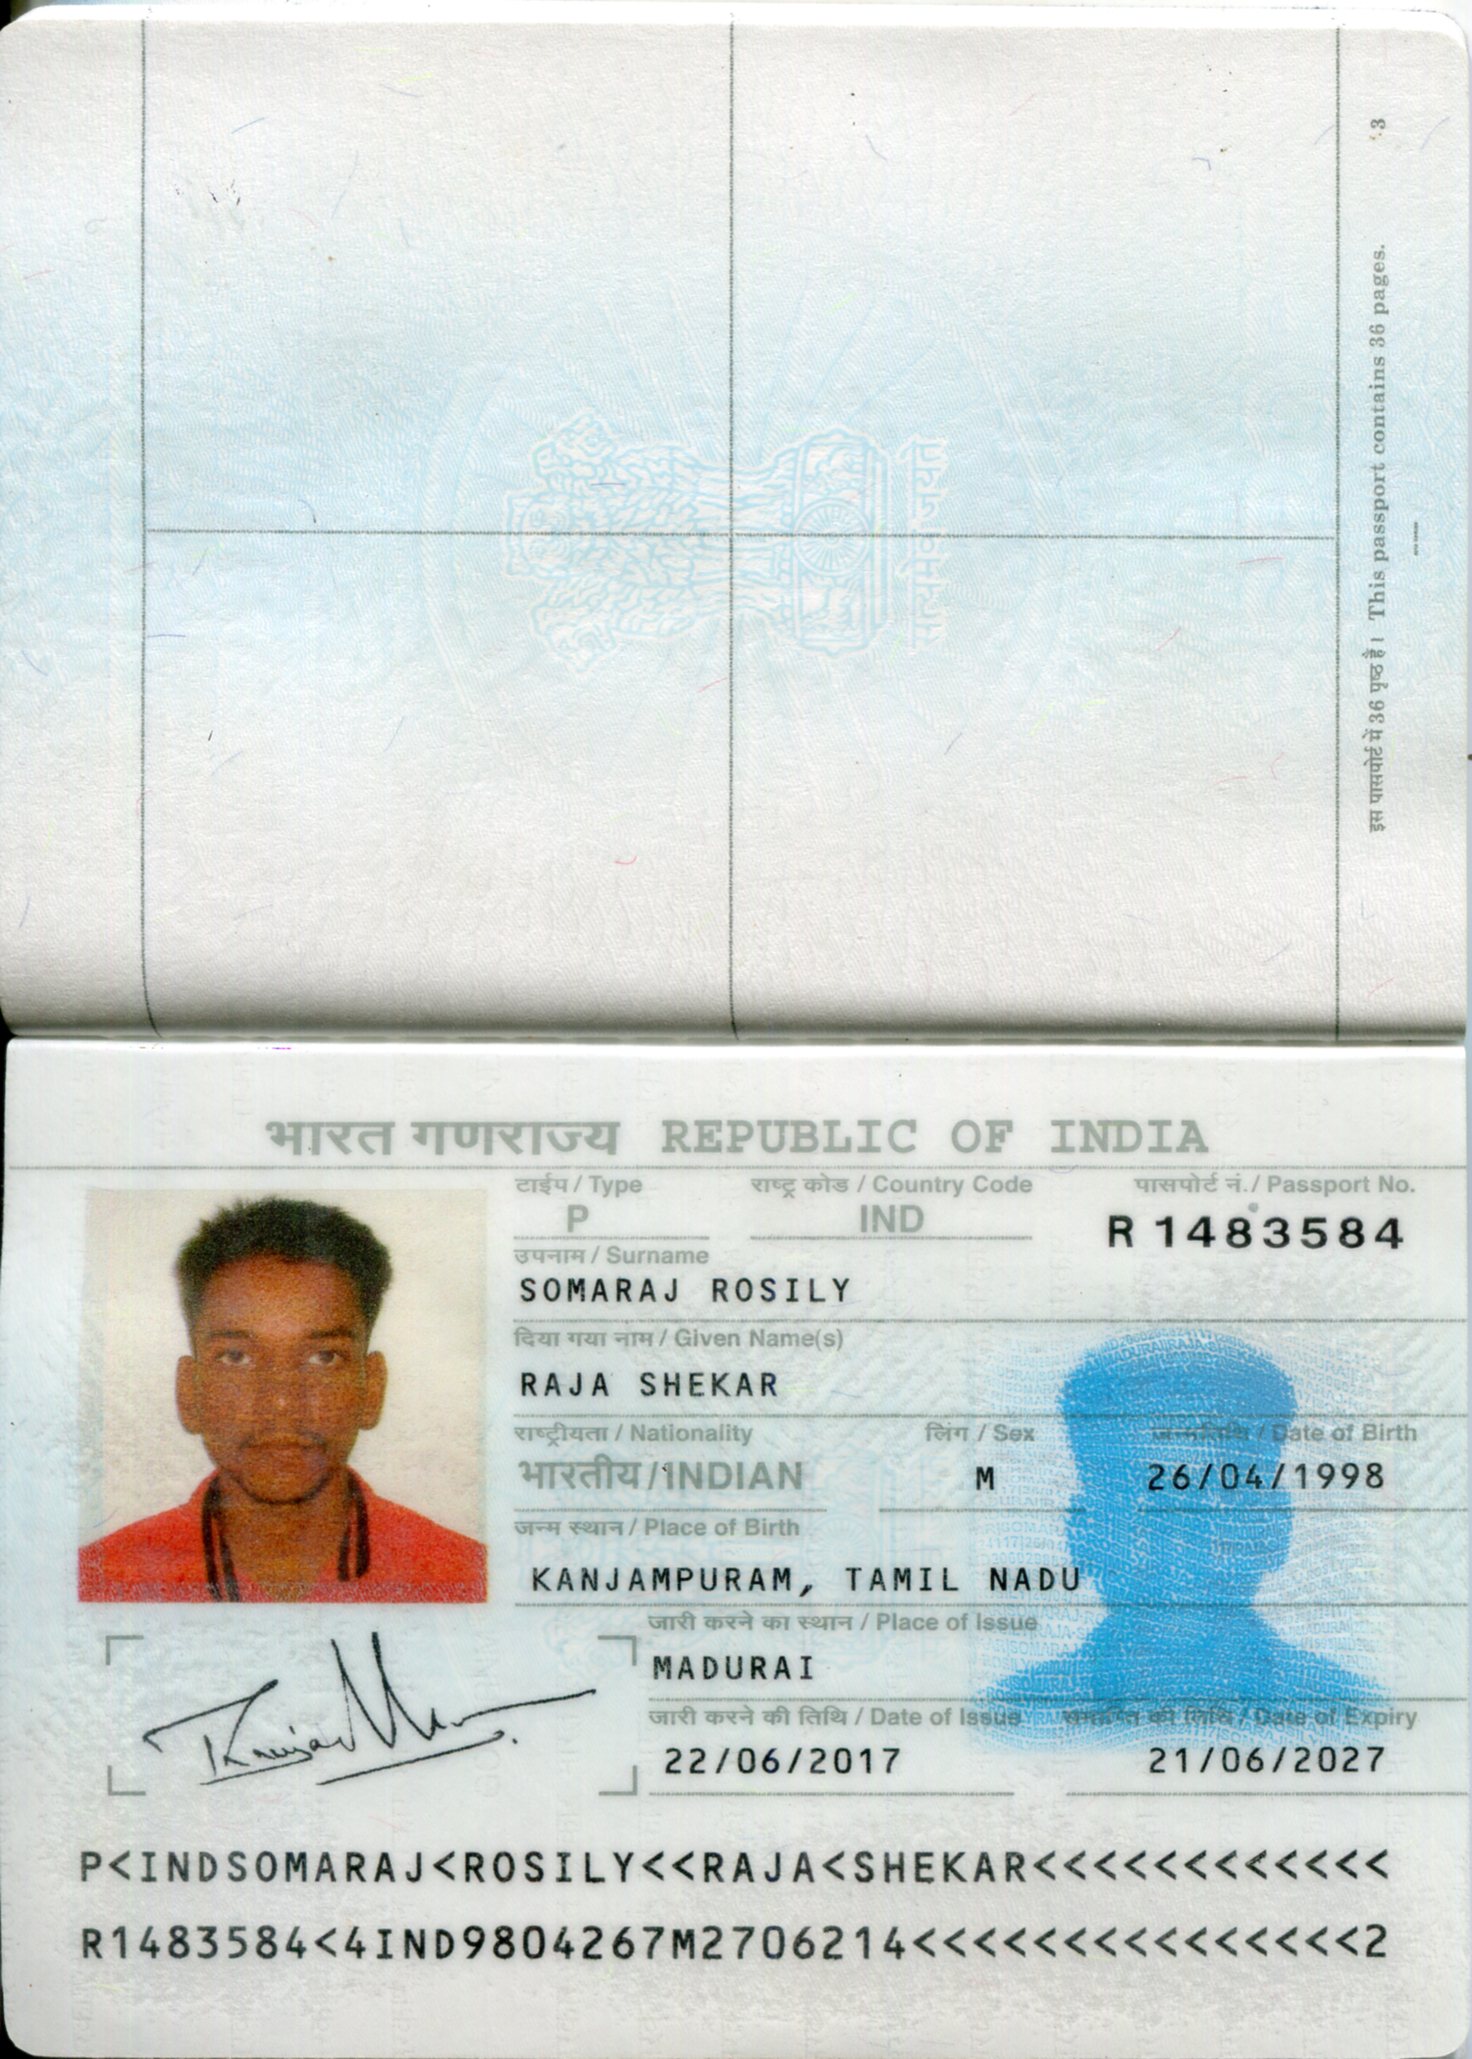 3
इस पासपोर्ट में 36 पृष्ठ है। This passport contains 36 pages.
सत्यमेव जयते
भारत गणराज्य REPUBLIC OF INDIA
टाईप / Type राष्ट्र कोड / Country Code पासपोर्ट नं. / Passport No.
P IND R 1483584
उपनाम / Surname
SOMARAJ ROSILY
दिया गया नाम / Given Name(s)
RAJA SHEKAR
राष्ट्रीयता / Nationality लिंग / Sex जन्मतिथि / Date of Birth
भारतीय / INDIAN M 26/04/1998
जन्म स्थान / Place of Birth
KANJAMPURAM, TAMIL NADU
जारी करने का स्थान / Place of Issue
MADURAI
जारी करने की तिथि / Date of Issue समाप्ति की तिथि / Date of Expiry
22/06/2017 21/06/2027
P<INDSOMARAJ<ROSILY<<RAJA<SHEKAR<<<<<<<<<<<<
R1483584<4IND9804267M2706214<<<<<<<<<<<<<<<2